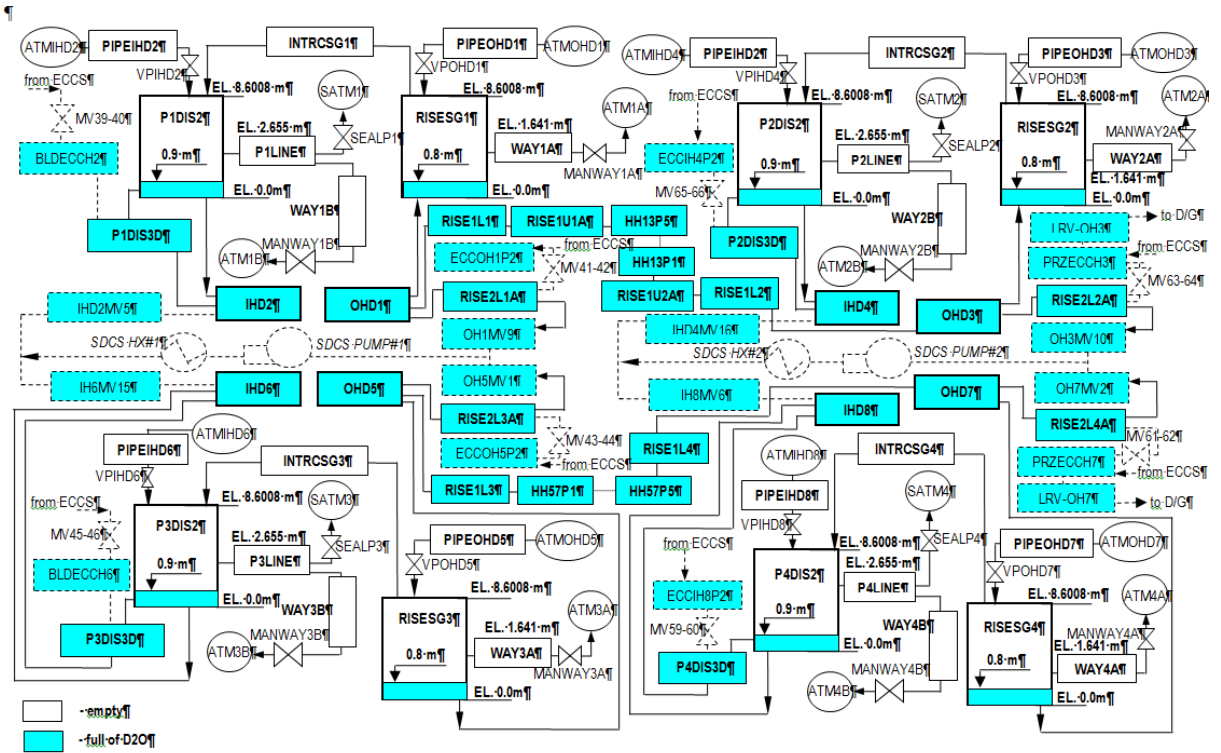 ¶
ATMIHD2¶
PIPEIHD2¶
INTRCSG1¶
PIPEOHD1¶
ATMOHD1¶
ATMIHD4¶
PIPEIHD2¶
INTRCSG2¶
PIPEOHD3¶
ATMOHD3¶
from·ECCS¶
VPIHD2¶
EL.·8.6008·m¶
SATM1¶
VPOHD1¶
EL.·8.6008·m¶
ATM1A¶
from·ECCS¶
VPIHD4¶
EL.·8.6008·m¶
SATM2¶
VPOHD3¶
EL.·8.6008·m¶
ATM2A¶
MV39-40¶
P1DIS2¶
EL.·2.655·m¶
SEALP1¶
RISESG1¶
EL.·1.641·m¶
P2DIS2¶
EL.·2.655·m¶
SEALP2¶
RISESG2¶
MANWAY2A¶
BLDECCH2¶
0.9·m¶
P1LINE¶
0.8·m¶
WAY1A¶
MANWAY1A¶
ECCIH4P2¶
0.9·m¶
P2LINE¶
0.8·m¶
WAY2A¶
EL.·1.641·m¶
EL.·0.0m¶
EL.·0.0m¶
MV65-66¶
EL.·0.0m¶
EL.·0.0m¶
WAY1B¶
WAY2B¶
P1DIS3D¶
RISE1L1¶
RISE1U1A¶
HH13P5¶
P2DIS3D¶
LRV-OH3¶
to·D/G¶
ATM1B¶
MANWAY1B¶
ECCOH1P2¶
from·ECCS¶
MV41-42¶
HH13P1¶
ATM2B¶
MANWAY2B¶
PRZECCH3¶
from·ECCS¶
MV63-64¶
IHD2MV5¶
IHD2¶
OHD1¶
RISE2L1A¶
RISE1U2A¶
RISE1L2¶
IHD4¶
OHD3¶
RISE2L2A¶
OH1MV9¶
IHD4MV16¶
OH3MV10¶
SDCS·HX#1¶
SDCS·PUMP#1¶
SDCS·HX#2¶
SDCS·PUMP#2¶
IH6MV15¶
IHD6¶
OHD5¶
OH5MV1¶
IH8MV6¶
IHD8¶
OHD7¶
OH7MV2¶
RISE2L3A¶
RISE2L4A¶
PIPEIHD6¶
ATMIHD6¶
INTRCSG3¶
ECCOH5P2¶
MV43-44¶
from·ECCS¶
RISE1L4¶
ATMIHD8¶
INTRCSG4¶
PRZECCH7¶
MV61-62¶
from·ECCS¶
VPIHD6¶
RISE1L3¶
HH57P1¶
HH57P5¶
PIPEIHD8¶
SATM4¶
LRV-OH7¶
to·D/G¶
from·ECCS¶
EL.·8.6008·m¶
SATM3¶
VPIHD8¶
MV45-46¶
P3DIS2¶
EL.·2.655·m¶
SEALP3¶
PIPEOHD5¶
ATMOHD5¶
from·ECCS¶
EL.·8.6008·m¶
SEALP4¶
PIPEOHD7¶
ATMOHD7¶
BLDECCH6¶
0.9·m¶
P3LINE¶
VPOHD5¶
P4DIS2¶
EL.·2.655·m¶
VPOHD7¶
EL.·0.0m¶
EL.·8.6008·m¶
ECCIH8P2¶
0.9·m¶
P4LINE¶
EL.·8.6008·m¶
ATM4A¶
WAY3B¶
RISESG3¶
ATM3A¶
MV59-60¶
EL.·0.0m¶
WAY4B¶
RISESG4¶
MANWAY4A¶
P3DIS3D¶
ATM3B¶
MANWAY3B¶
0.8·m¶
EL.·1.641·m¶
WAY3A¶
MANWAY3A¶
P4DIS3D¶
MANWAY4B¶
0.8·m¶
EL.·1.641·m¶
WAY4A¶
EL.·0.0m¶
ATM4B¶
EL.·0.0m¶
-·empty¶
-·full·of·D2O¶